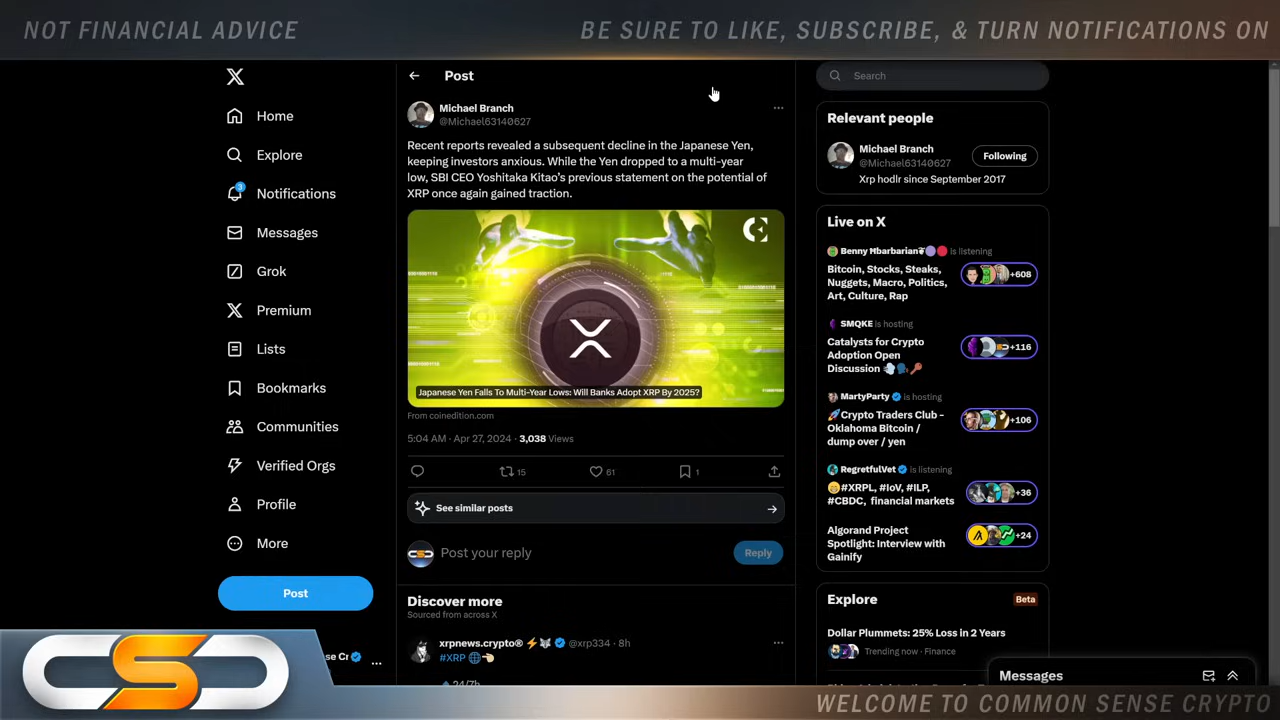 NOT FINANCIAL ADVICE
BE SURE TO LIKE, SUBSCRIBE, & TURN NOTIFICATIONS ON
Home
Explore
3
Notifications
Messages
Grok
Premium
Lists
Bookmarks
Communities
Verified Orgs
Profile
More
Post
se Cr
Post
Michael Branch
@Michael63140627
Recent reports revealed a subsequent decline in the Japanese Yen,
keeping investors anxious. While the Yen dropped to a multi-year
low, SBI CEO Yoshitaka Kitao's previous statement on the potential of
XRP once again gained traction.
Japanese Yen Falls To Multi-Year Lows: Will Banks Adopt XRP By 2025?
From coinedition.com
5:04 AM · Apr 27, 2024 · 3,038 Views
15
61
1
See similar posts
Post your reply
Reply
Discover more
Sourced from across X
xrpnews.crypto® @xrp334 · 8h
#XRP
24/7h
Search
Relevant people
Michael Branch
@Michael63140627
Following
Xrp hodlr since September 2017
Live on X
Benny Ħbarbarian is listening
Bitcoin, Stocks, Steaks,
Nuggets, Macro, Politics,
Art, Culture, Rap
+608
SMQKE is hosting
Catalysts for Crypto
Adoption Open
Discussion
+116
MartyParty is hosting
Crypto Traders Club -
Oklahoma Bitcoin /
dump over / yen
+106
RegretfulVet is listening
#XRPL, #IoV, #ILP,
#CBDC, financial markets
+36
Algorand Project
Spotlight: Interview with
Gainify
+24
Explore
Beta
Dollar Plummets: 25% Loss in 2 Years
Trending now · Finance
Messages
CSC
WELCOME TO COMMON SENSE CRYPTO